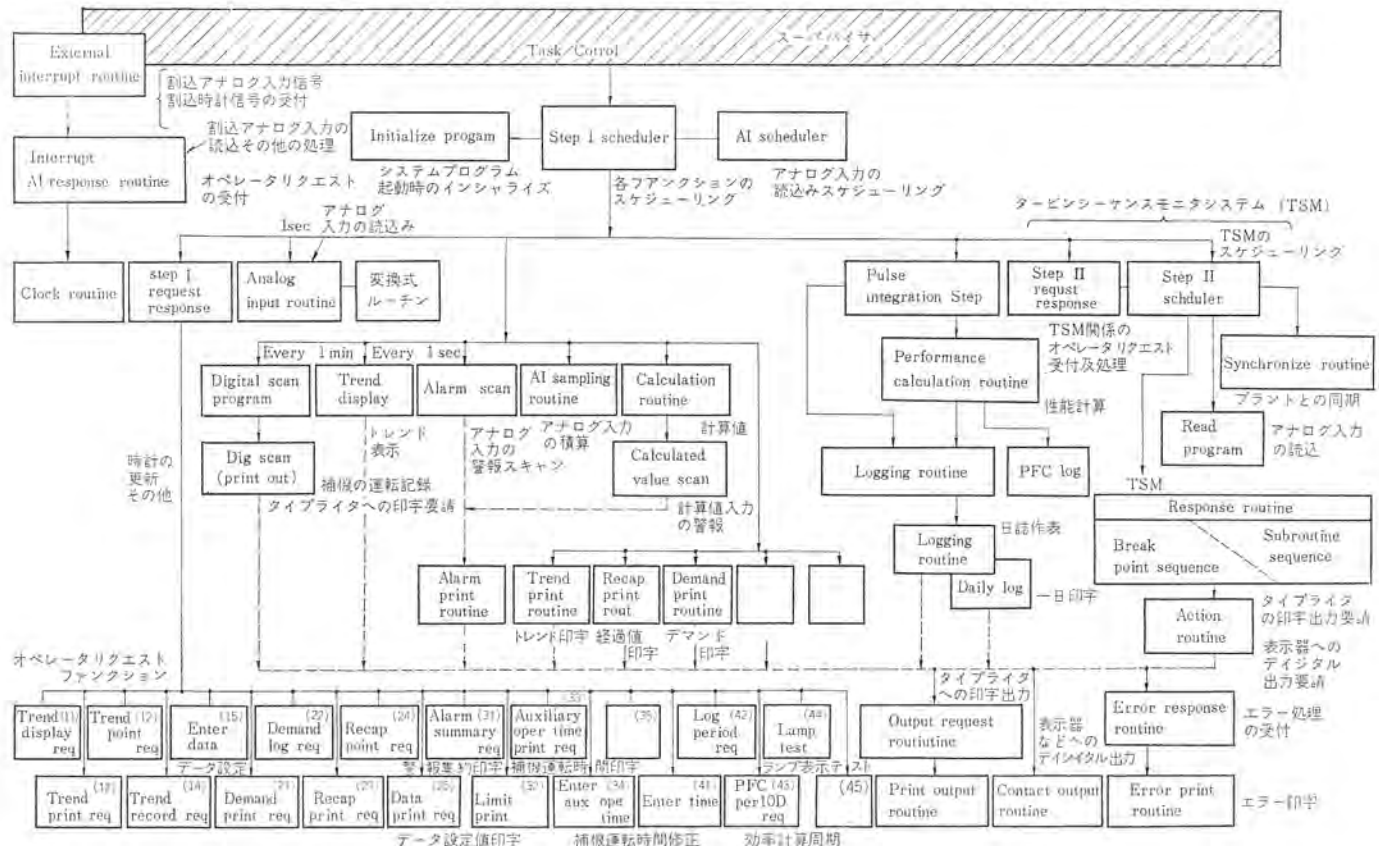 スーパバイザ
Task/Cotrol
External
interrupt routine
割込アナログ入力信号
割込時計信号の受付
割込アナログ入力の
読込その他の処理
Interrupt
AI response routine
Initialize progam
Step I scheduler
AI soheduler
システムプログラム
起動時のインシャライズ
各フアンクションの
スケジューリング
アナログ入力の
読込みスケジューリング
オペレータリクエスト
の受付
アナログ
1sec 入力の読込み
タービンシーケンスモニタシステム (TSM)
TSMの
スケジューリング
Clock routine
step I
request
response
Analog
input routine
変換式
ルーチン
Pulse
integration Step
Step II
requst
response
Step II
schduler
TSM関係の
オペレータリクエスト
受付及処理
Every 1 min
Every 1 sec
Digital scan
program
Trend
display
Alarm scan
AI sampling
routine
Calculation
routine
Performance
calculation routine
Synchronize routine
プラントとの同期
性能計算
トレンド
表示
アナログ
入力の
警報スキャン
アナログ入力
の積算
計算値
時計の
更新
その他
Dig scan
(print out)
補機の運転記録
タイプライタへの印字要請
Calculated
value scan
計算値入力
の警報
Logging routine
PFC log
Read
program
アナログ入力
の読込
TSM
Response routine
Break
point sequence
Subroutine
sequence
日誌作表
Logging
routine
Daily log
一日印字
Alarm
print
routine
Trend
print
routine
Recap
print
rout
Demand
print
routine
トレンド印字
経過値
印字
デマンド
印字
Action
routine
タイプライタ
の印字出力要請
表示器への
ディジタル
出力要請
オペレータリクエスト
ファンクション
タイプライタ
への印字出力
Trend (11)
display
req
Trend (12)
point
req
(15)
Enter
data
(22)
Demand
log req
(24)
Recap
point req
Alarm (31)
summary
req
(33)
Auxiliary
oper time
print req
(35)
Log (42)
period
req
(44)
Lamp
test
Output request
routiutine
表示器
などへの
デイシイタル出力
Error response
routine
エラー処理
の受付
データ設定
警報集約印字
補機運転時間印字
ランプ表示テスト
Trend
print req
Trend (14)
record req
Demand
print req
Recap
print req
Data
print req
(32)
Limit
print
Enter (34)
aux ope
time
(41)
Enter time
PFC (43)
per10D
req
(45)
Print output
routine
Contact output
routine
Error print
routine
エラー印字
データ設定値印字
補機運転時間修正
効率計算周期